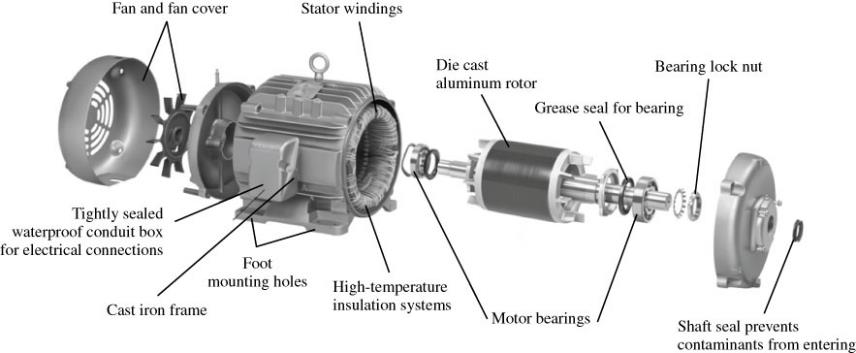 Fan and fan cover
Stator windings
Die cast
aluminum rotor
Bearing lock nut
Grease seal for bearing
Tightly sealed
waterproof conduit box
for electrical connections
Foot
mounting holes
Cast iron frame
High-temperature
insulation systems
Motor bearings
Shaft seal prevents
contaminants from entering